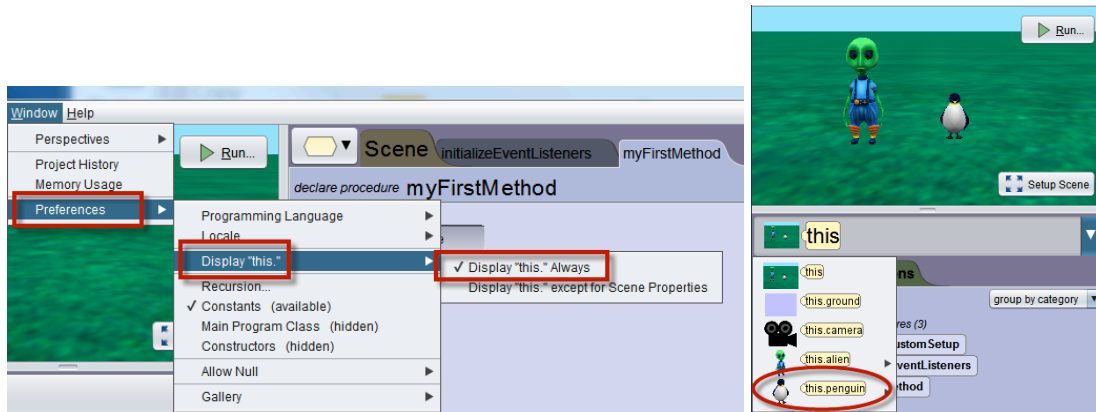 Window Help
Perspectives
Project History
Memory Usage
Preferences
Run...
Scene initializeEventListeners myFirstMethod
declare procedure myFirstMethod
Programming Language
Locale
Display "this."
Recursion...
✓ Constants (available)
Main Program Class (hidden)
Constructors (hidden)
Allow Null
Gallery
✓ Display "this." Always
Display "this." except for Scene Properties
Run...
Setup Scene
this
this
this.ground
this.camera
this.alien
this.penguin
group by category
(3)